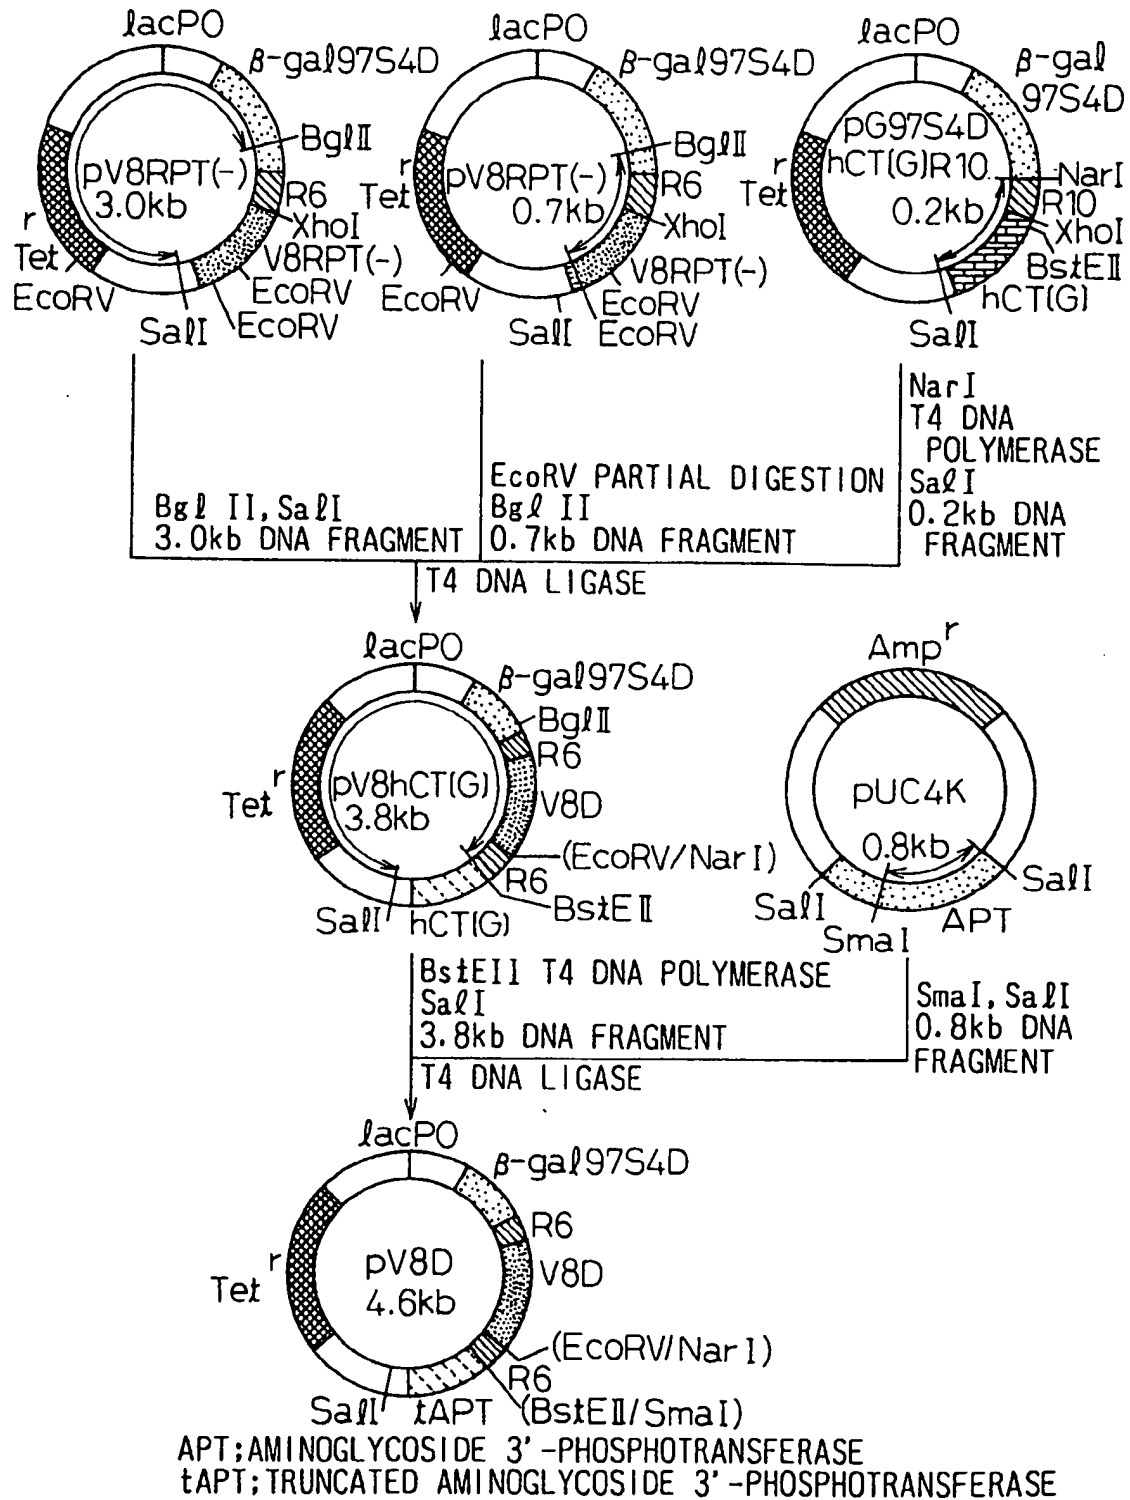 lacPO
β-gal97S4D
BglII
pV8RPT(-)
3.0kb
R6
XhoI
V8RPT(-)
r
Tet
EcoRV
EcoRV
EcoRV
SalI
lacPO
β-gal97S4D
BglII
pV8RPT(-)
0.7kb
R6
XhoI
V8RPT(-)
r
Tet
EcoRV
EcoRV
EcoRV
SalI
lacPO
β-gal
97S4D
pG97S4D
hCT(G)R10
0.2kb
NarI
R10
XhoI
BstEII
hCT(G)
r
Tet
SalI
Bgl II, SalI
3.0kb DNA FRAGMENT
EcoRV PARTIAL DIGESTION
Bgl II
0.7kb DNA FRAGMENT
NarI
T4 DNA
POLYMERASE
SalI
0.2kb DNA
FRAGMENT
T4 DNA LIGASE
lacPO
β-gal97S4D
BglII
R6
pV8hCT(G)
3.8kb
V8D
r
Tet
(EcoRV/NarI)
R6
BstEII
SalI
hCT(G)
Amp r
pUC4K
0.8kb
SalI
SalI
SmaI
APT
BstEII T4 DNA POLYMERASE
SalI
3.8kb DNA FRAGMENT
SmaI, SalI
0.8kb DNA
FRAGMENT
T4 DNA LIGASE
lacPO
β-gal97S4D
R6
pV8D
4.6kb
V8D
r
Tet
(EcoRV/NarI)
R6
SalI
tAPT
(BstEII/SmaI)
APT;AMINOGLYCOSIDE 3'-PHOSPHOTRANSFERASE
tAPT;TRUNCATED AMINOGLYCOSIDE 3'-PHOSPHOTRANSFERASE